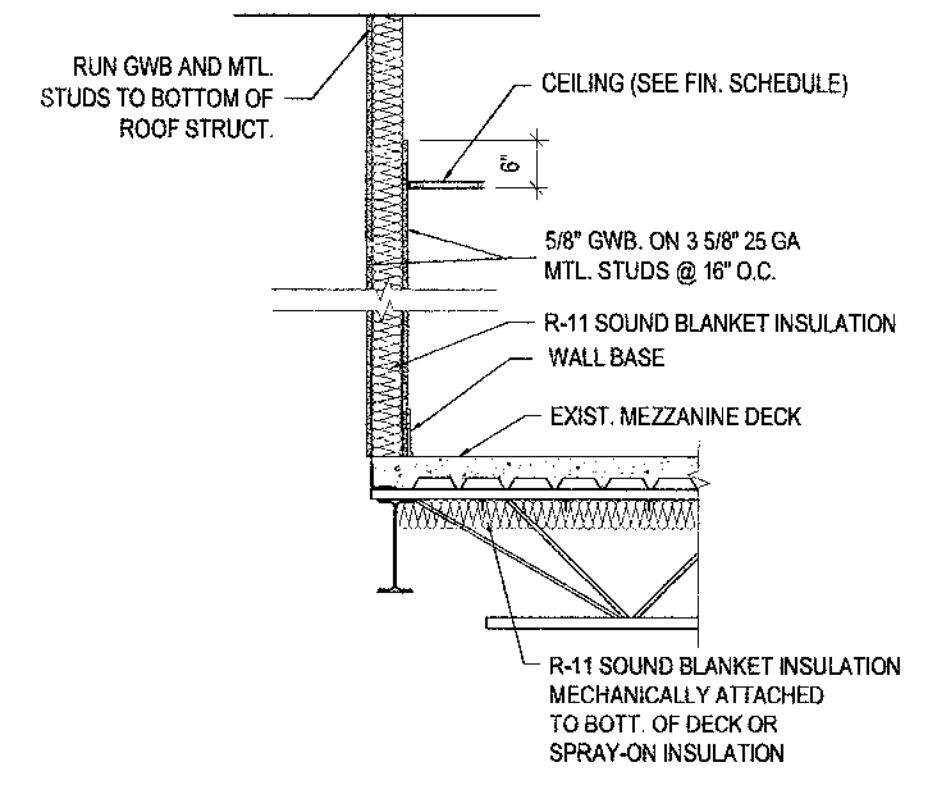 RUN GWB AND MTL.
STUDS TO BOTTOM OF
ROOF STRUCT.
CEILING (SEE FIN. SCHEDULE)
6"
5/8" GWB. ON 3 5/8" 25 GA
MTL. STUDS @ 16" O.C.
R-11 SOUND BLANKET INSULATION
WALL BASE
EXIST. MEZZANINE DECK
R-11 SOUND BLANKET INSULATION
MECHANICALLY ATTACHED
TO BOTT. OF DECK OR
SPRAY-ON INSULATION